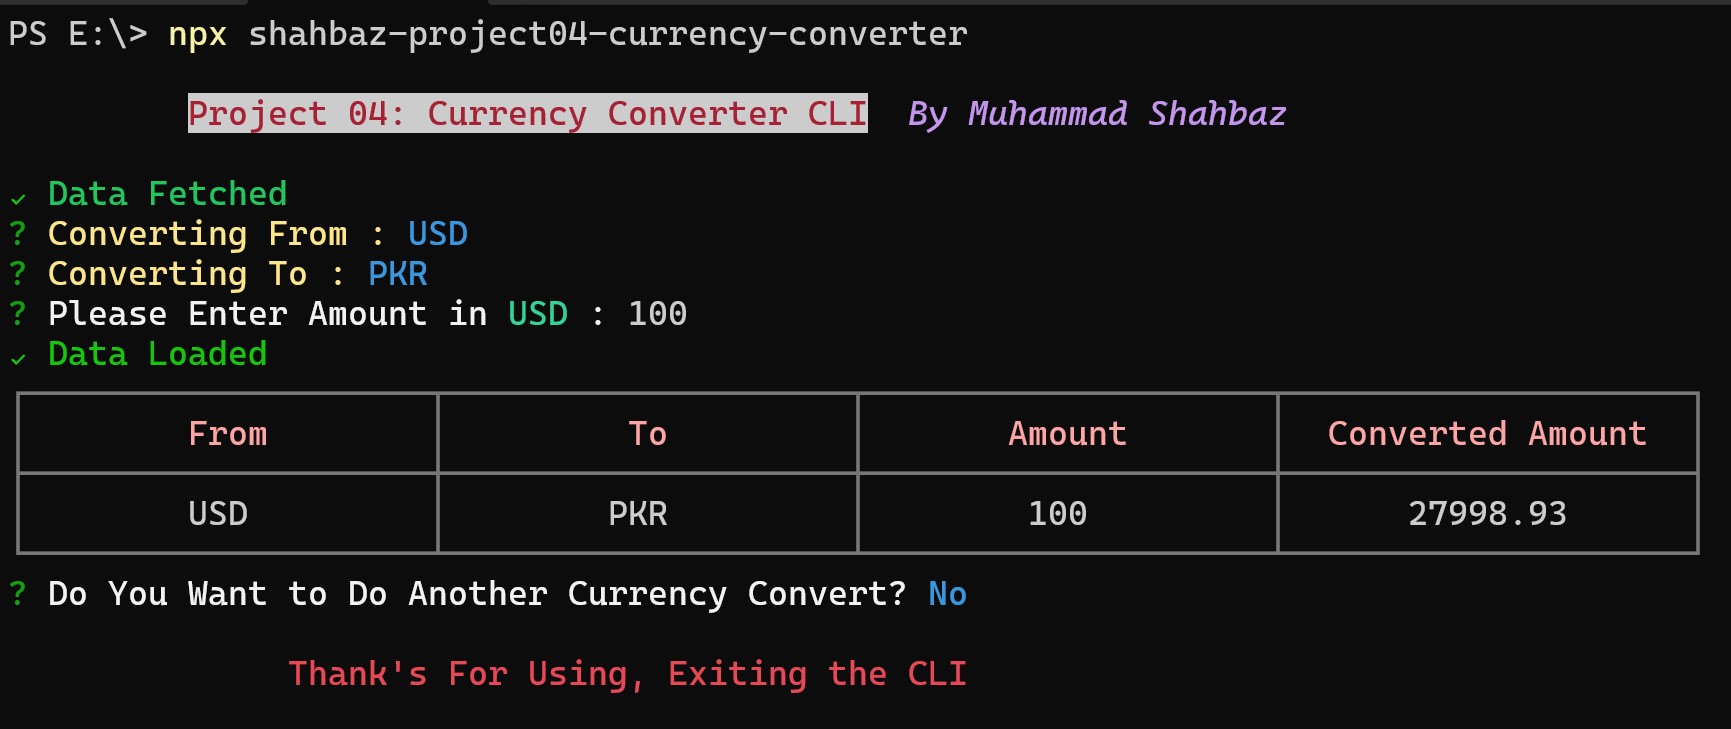 PS E:\> npx shahbaz-project04-currency-converter
Project 04: Currency Converter CLI By Muhammad Shahbaz
✓ Data Fetched
? Converting From : USD
? Converting To : PKR
? Please Enter Amount in USD : 100
✓ Data Loaded
From To Amount Converted Amount
USD PKR 100 27998.93
? Do You Want to Do Another Currency Convert? No
Thank's For Using, Exiting the CLI